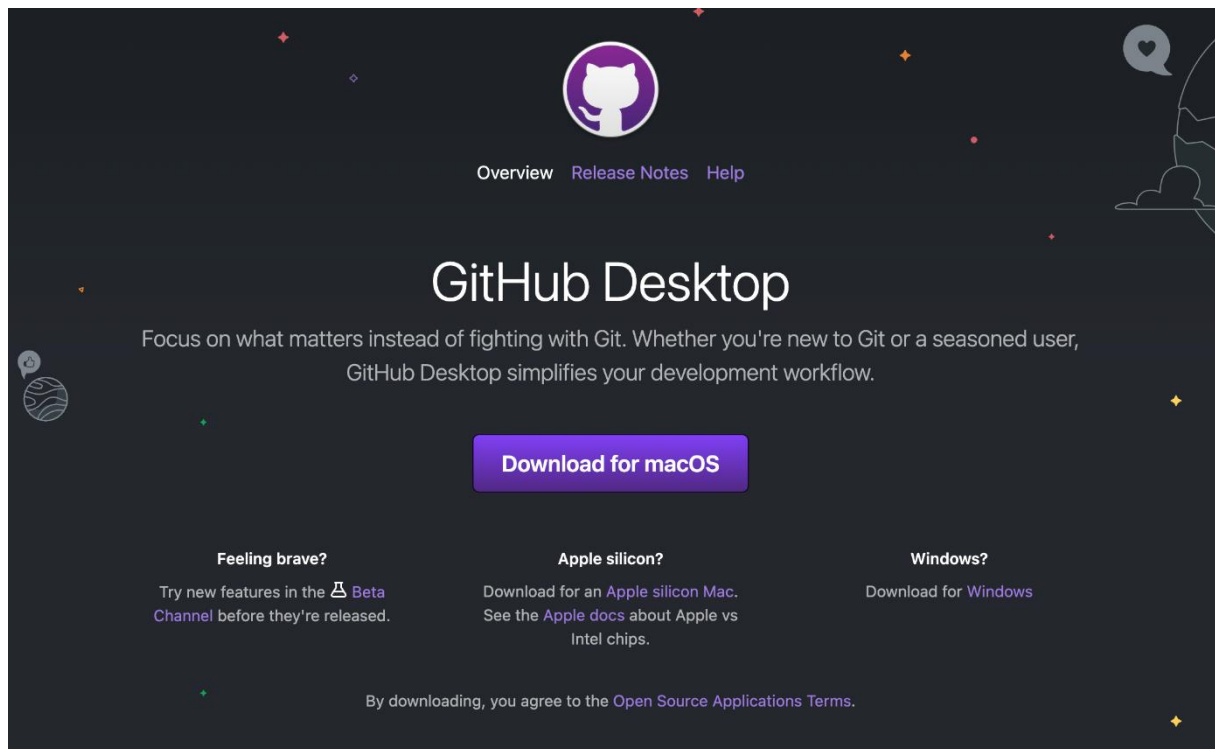 Overview Release Notes Help
GitHub Desktop
Focus on what matters instead of fighting with Git. Whether you're new to Git or a seasoned user,
GitHub Desktop simplifies your development workflow.
Download for macOS
Feeling brave?
Try new features in the Beta
Channel before they're released.
Apple silicon?
Download for an Apple silicon Mac.
See the Apple docs about Apple vs
Intel chips.
Windows?
Download for Windows
By downloading, you agree to the Open Source Applications Terms.